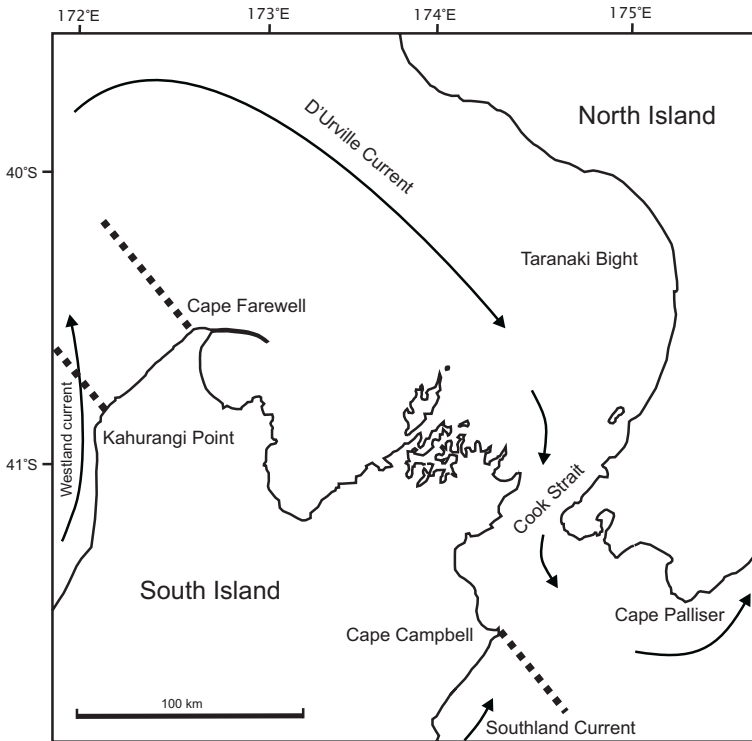 172°E 173°E 174°E 175°E
North Island
D'Urville Current
40°S
Taranaki Bight
Cape Farewell
Westland current
Kahurangi Point
41°S
Cook Strait
South Island
Cape Palliser
Cape Campbell
100 km
Southland Current